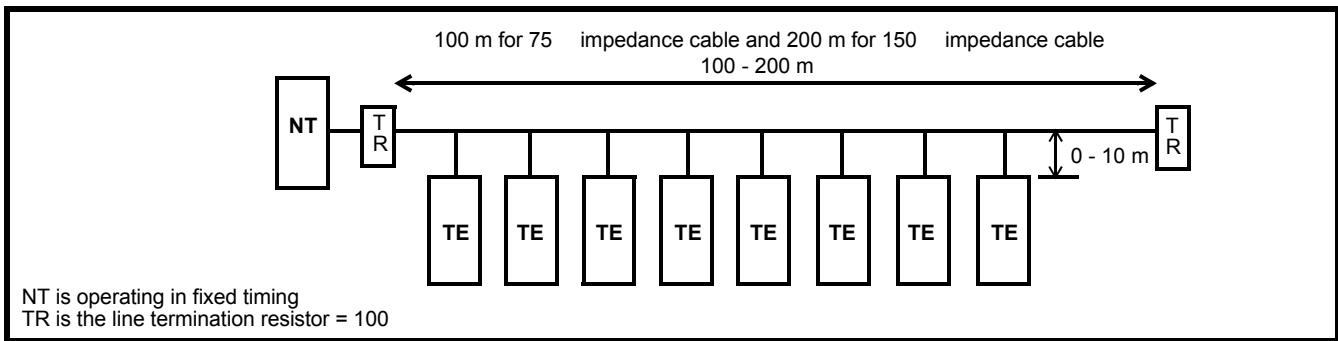 100 m for 75 impedance cable and 200 m for 150 impedance cable
100 - 200 m
NT
T
R
T
R
0 - 10 m
TE TE TE TE TE TE TE TE
NT is operating in fixed timing
TR is the line termination resistor = 100